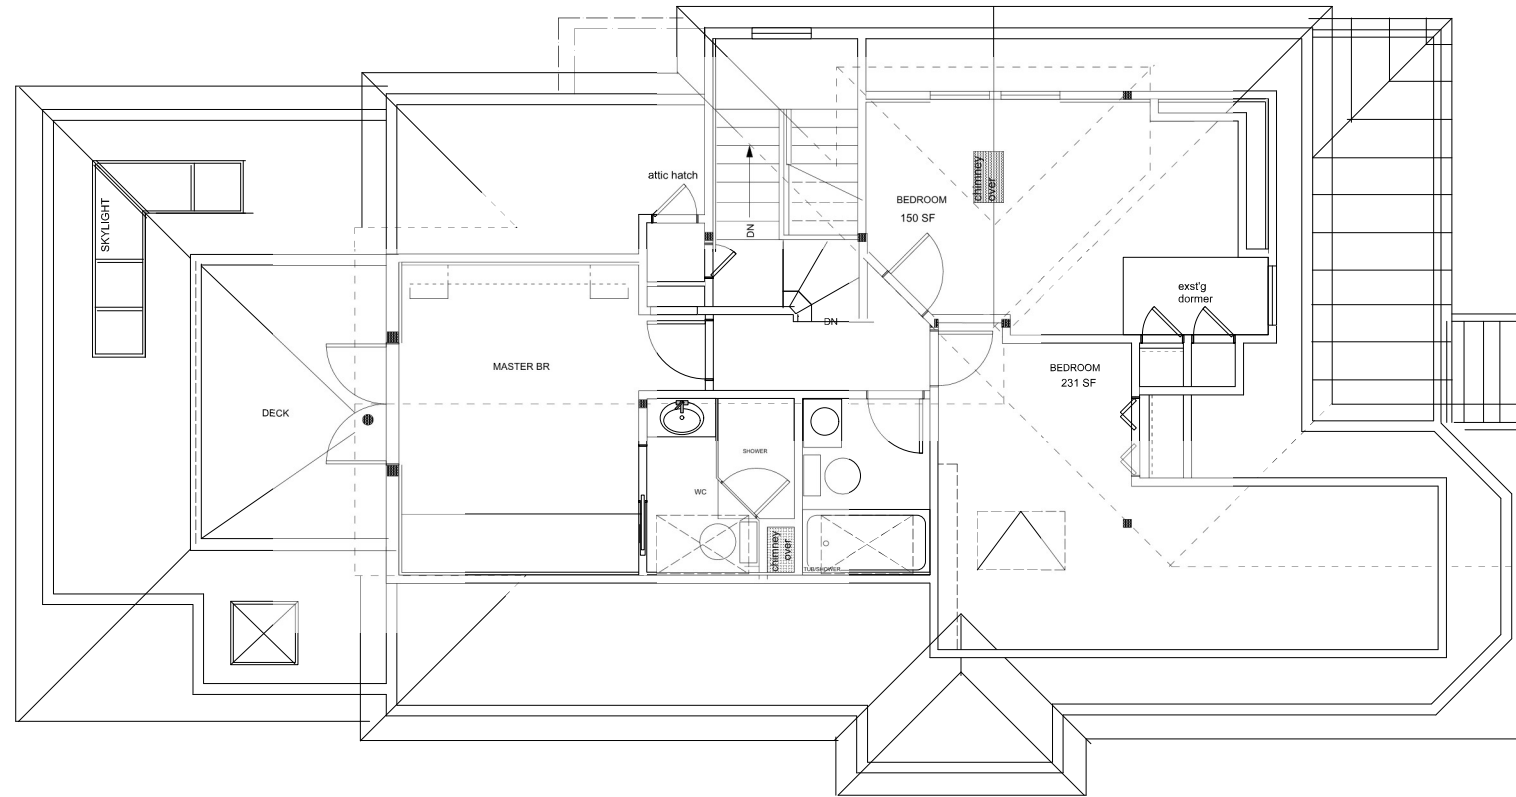 attic hatch
SKYLIGHT
BEDROOM
150 SF
chimney
over
DN
exst'g
dormer
DN
MASTER BR
BEDROOM
231 SF
DECK
SHOWER
WC
chimney
over
TUB/SHOWER